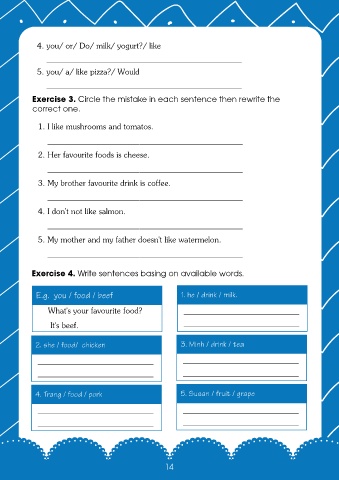 4. you/ or/ Do/ milk/ yogurt?/ like
5. you/ a/ like pizza?/ Would
Exercise 3. Circle the mistake in each sentence then rewrite the
correct one.
1. I like mushrooms and tomatos.
2. Her favourite foods is cheese.
3. My brother favourite drink is coffee.
4. I don't not like salmon.
5. My mother and my father doesn't like watermelon.
Exercise 4. Write sentences basing on available words.
E.g. you / food / beef
What's your favourite food?
It's beef.
1. he / drink / milk.
2. she / food/ chicken
3. Minh / drink / tea
4. Trang / food / pork
5. Susan / fruit / grape
14